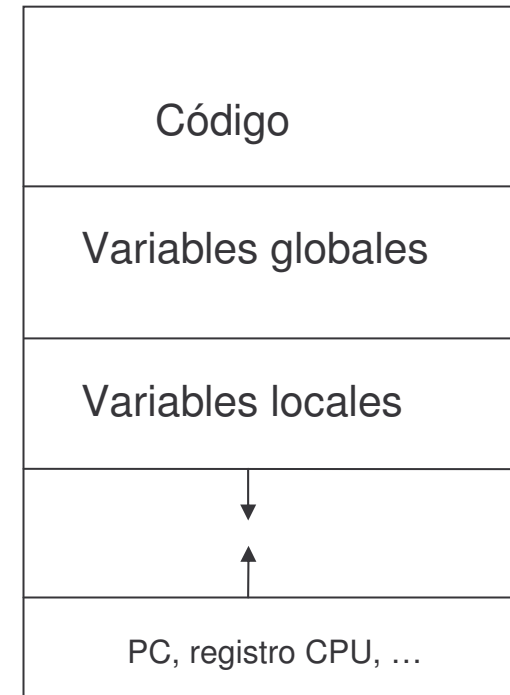 Código
Variables globales
Variables locales
PC, registro CPU, …